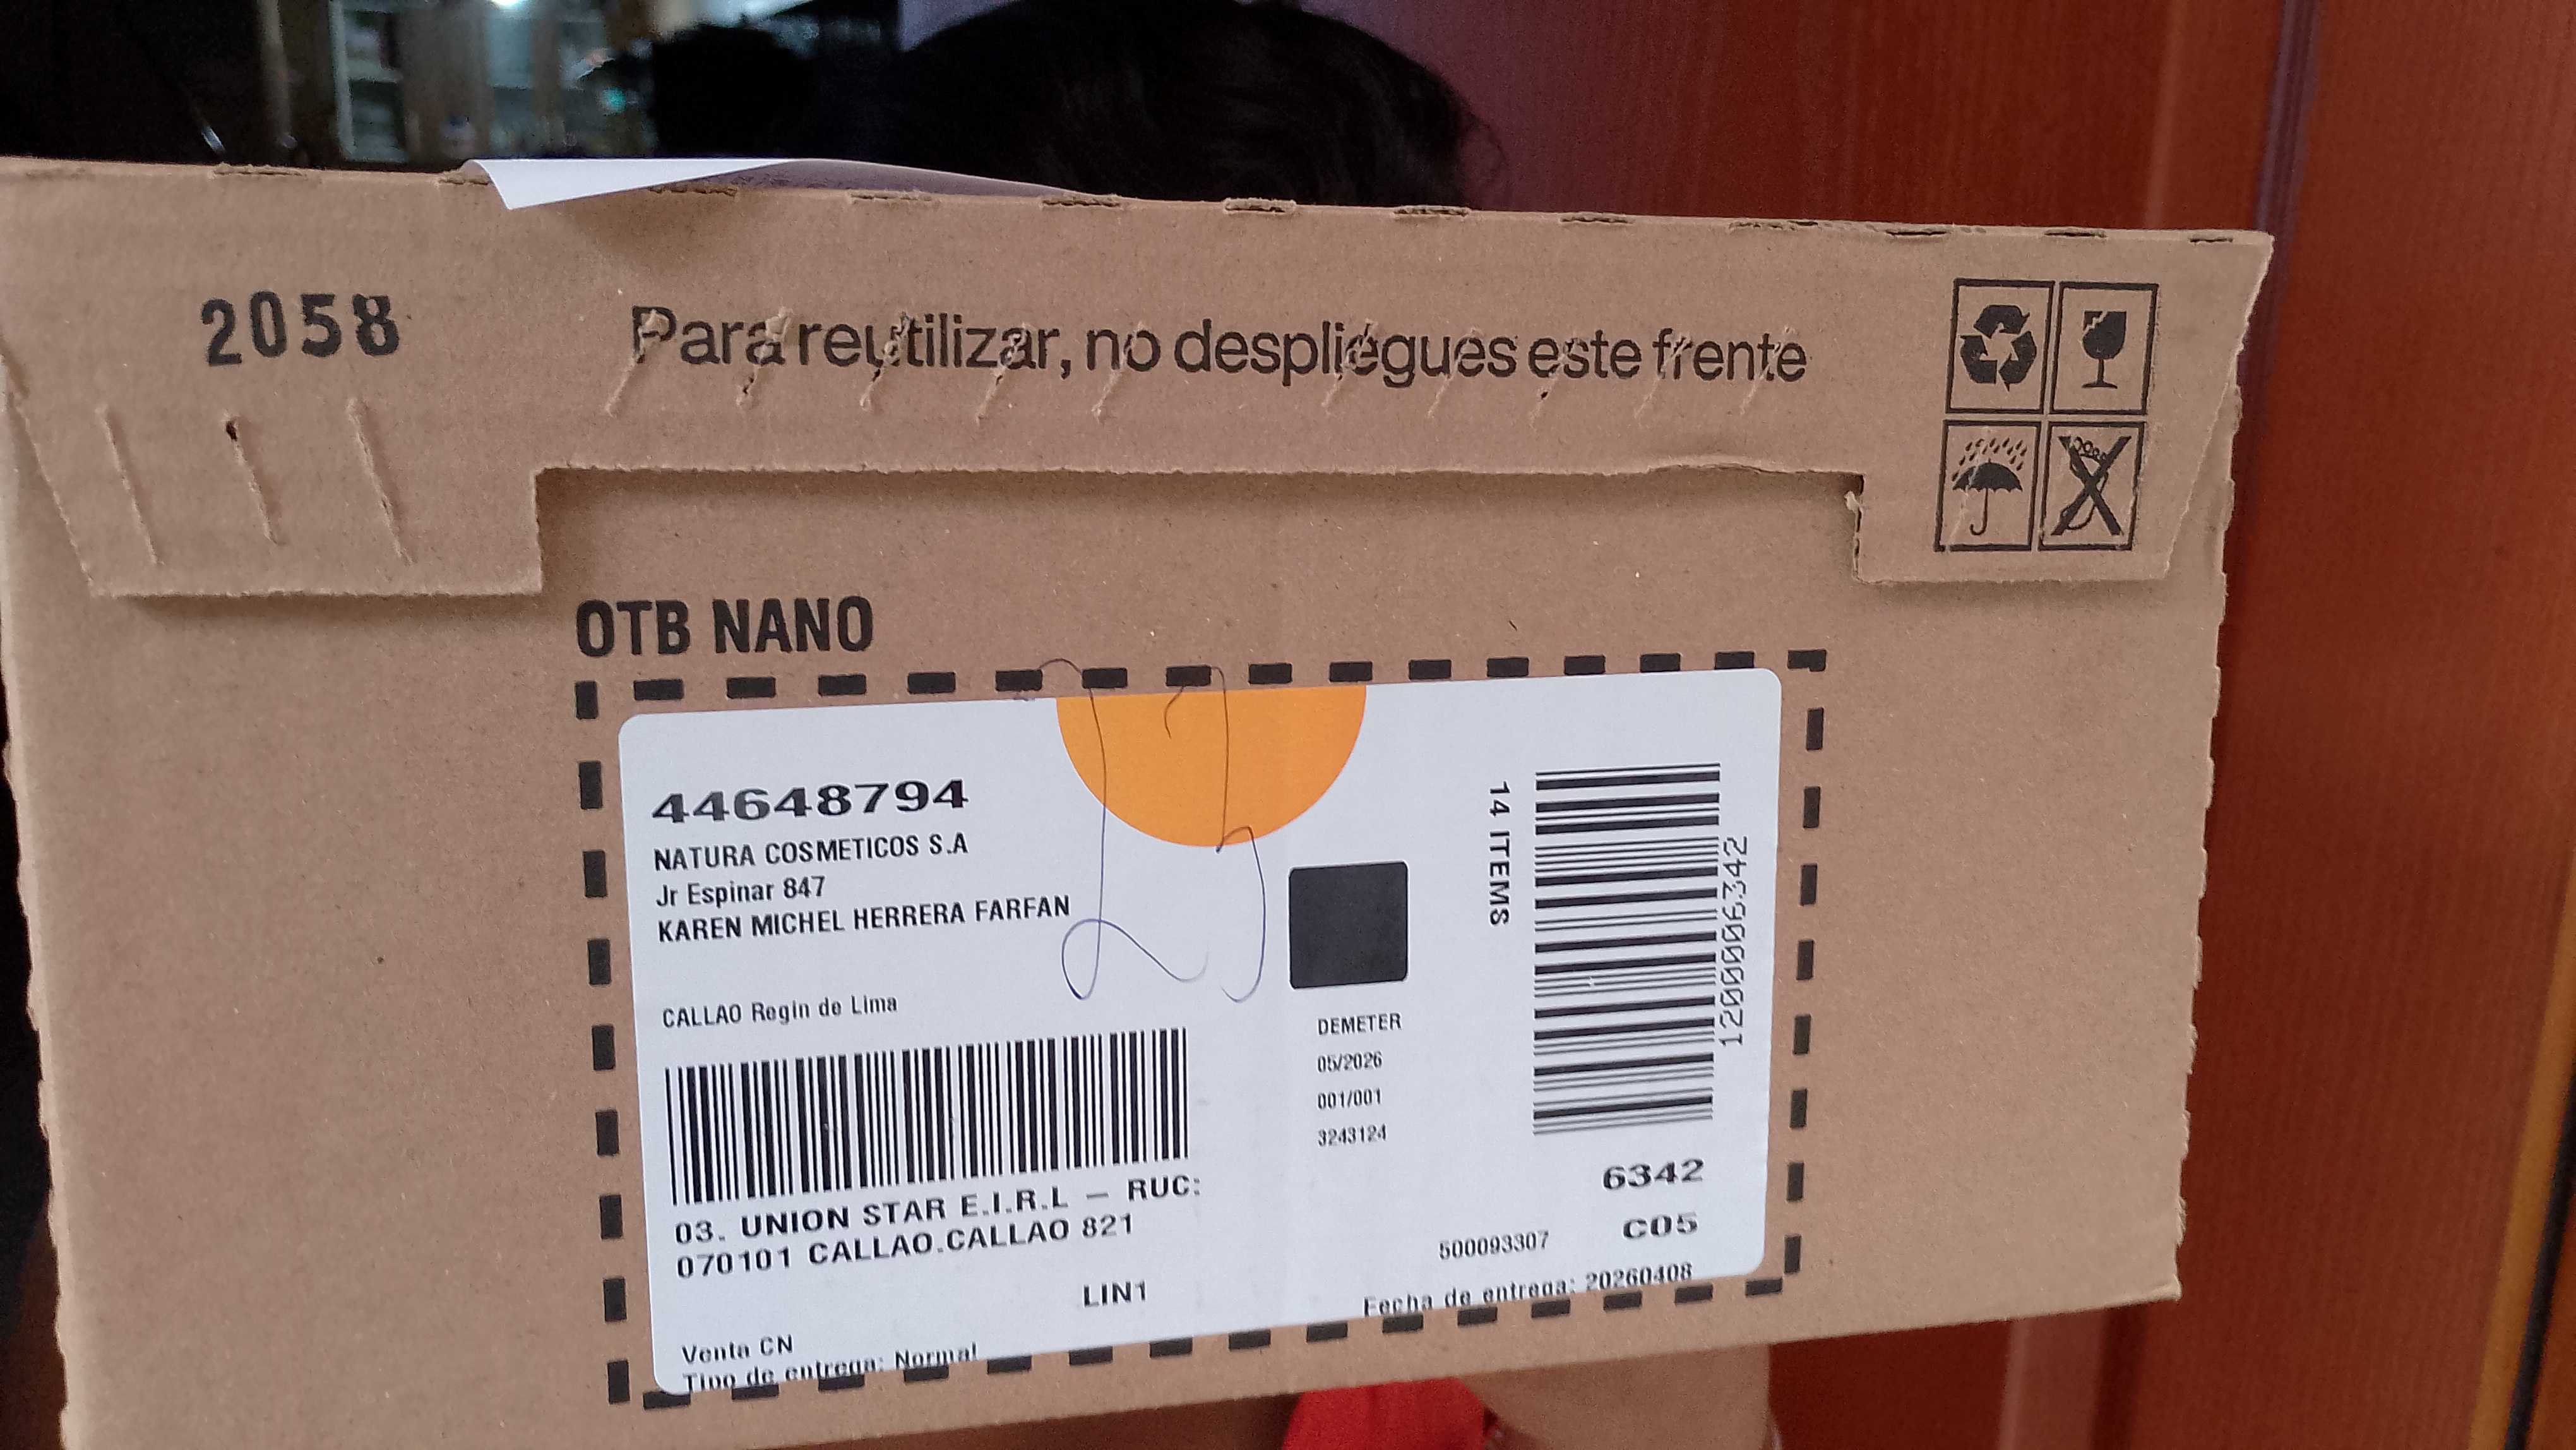 2058
Para reutilizar, no despliegues este frente
OTB NANO
44648794
NATURA COSMETICOS S.A
Jr Espinar 847
KAREN MICHEL HERRERA FARFAN
CALLAO Regin de Lima
03. UNION STAR E.I.R.L – RUC:
070101 CALLAO.CALLAO 821
LIN1
Venta CN
Tipo de entrega: Normal
DEMETER
05/2026
001/001
3243124
14 ITEMS
1200006342
6342
C05
500093307
Fecha de entrega: 20260408